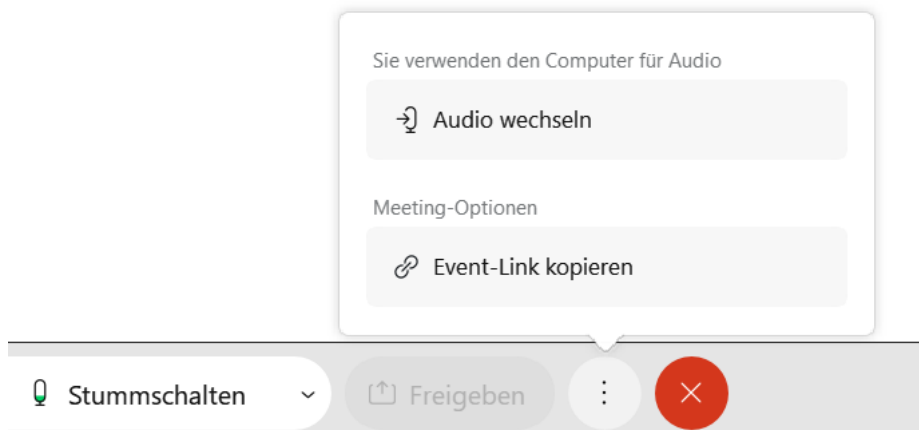 Sie verwenden den Computer für Audio
Audio wechseln
Meeting-Optionen
Event-Link kopieren
Stummschalten
Freigeben